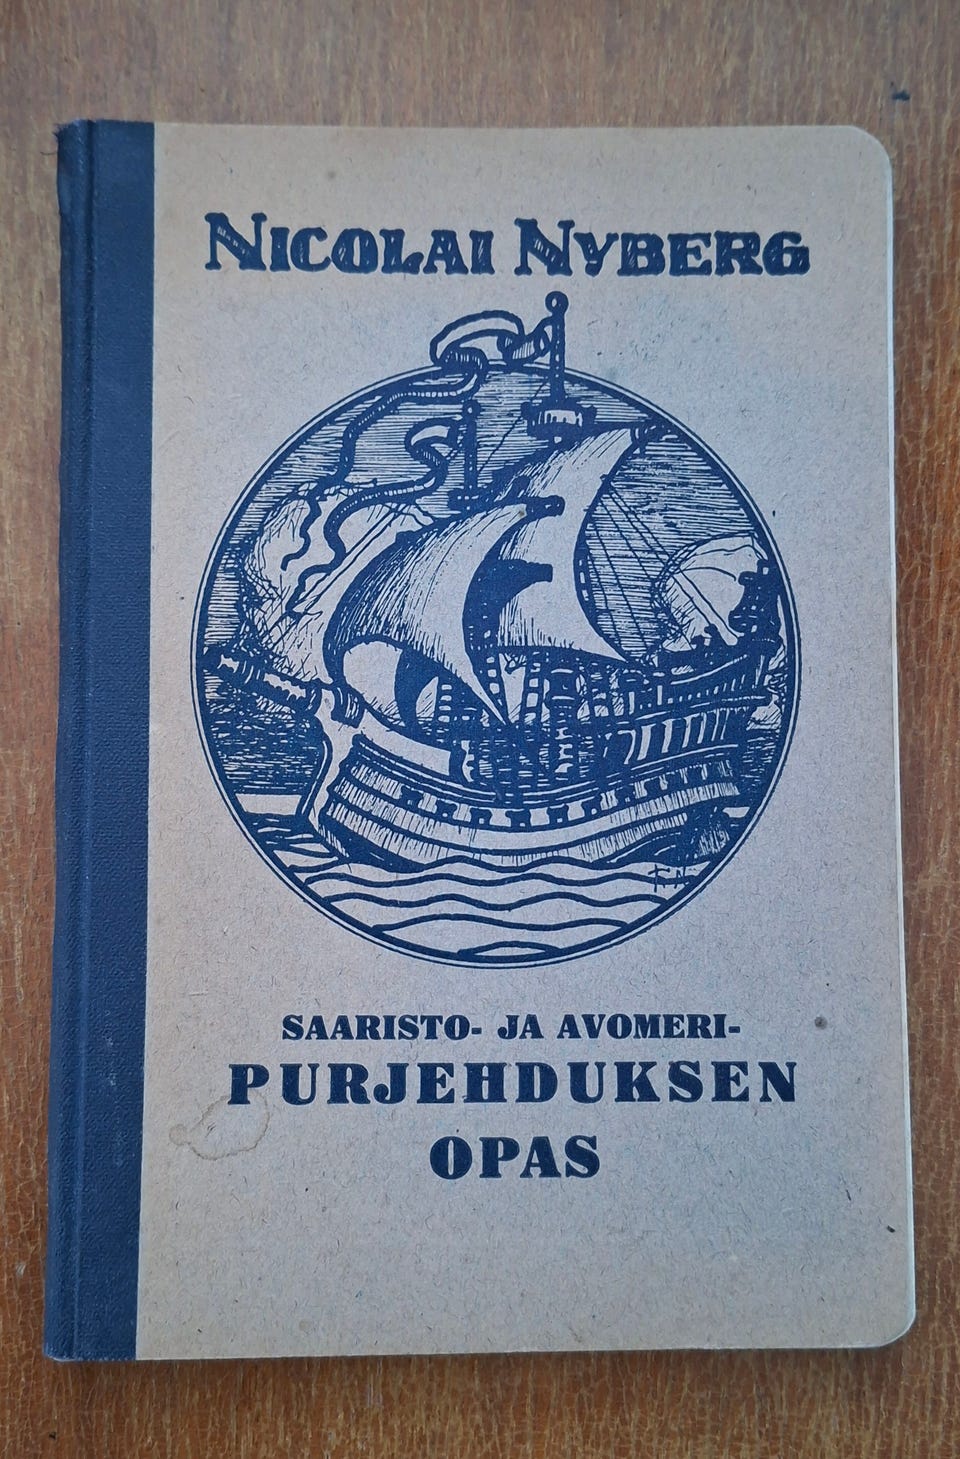 NICOLAI NYBERG
SAARISTO- JA AVOMERI-
PURJEHDUKSEN
OPAS